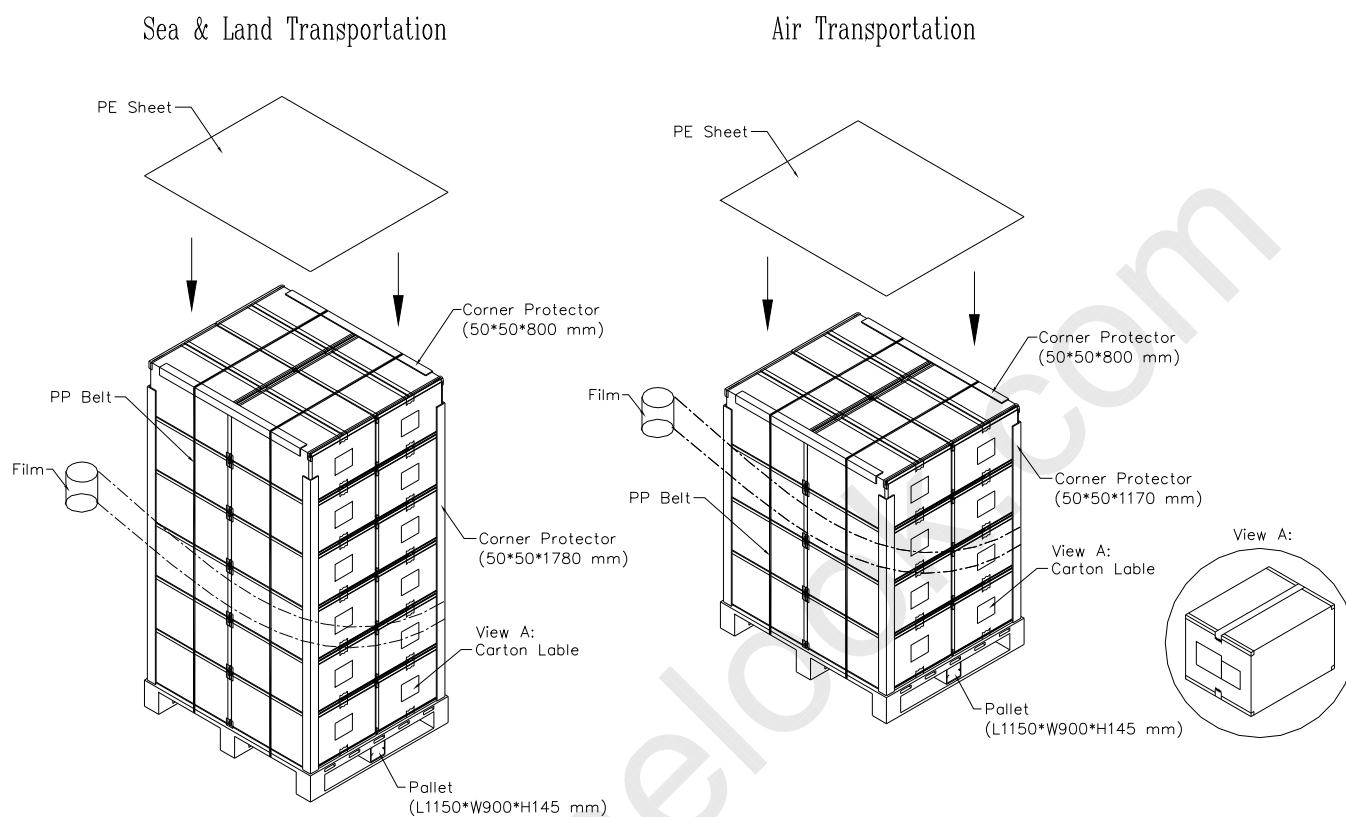 Sea & Land Transportation
PE Sheet
Corner Protector
(50*50*800 mm)
PP Belt
Film
Corner Protector
(50*50*1780 mm)
View A:
Carton Lable
Pallet
(L1150*W900*H145 mm)
Air Transportation
PE Sheet
Corner Protector
(50*50*800 mm)
Film
Corner Protector
(50*50*1170 mm)
PP Belt
View A:
Carton Lable
Pallet
(L1150*W900*H145 mm)
View A:
elook.com